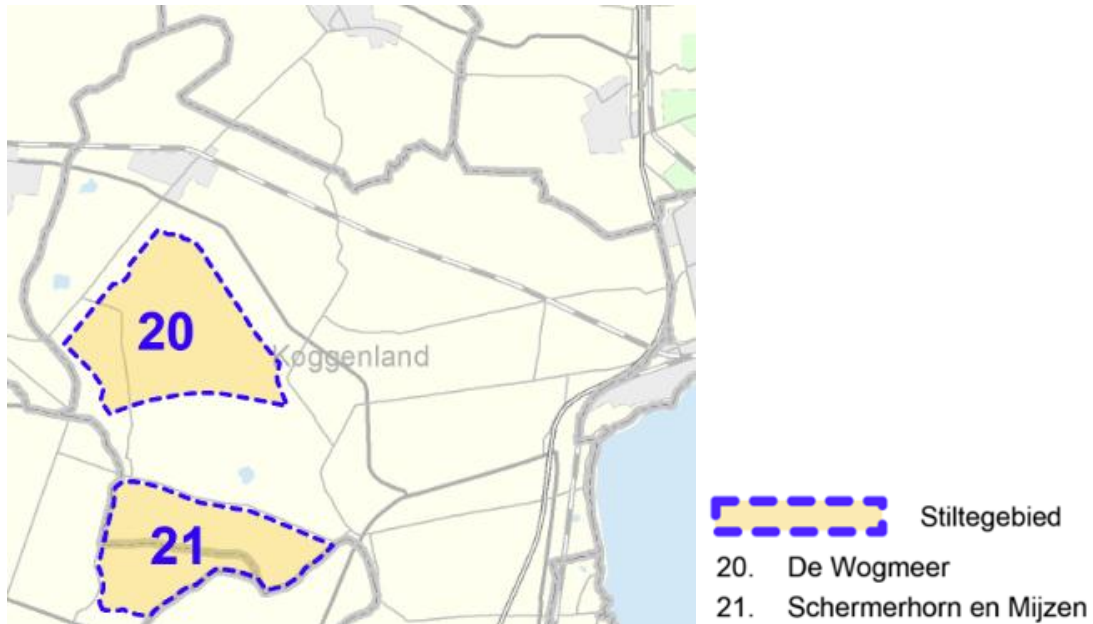 20
Koggenland
21
Stiltegebied
20. De Wogmeer
21. Schermerhorn en Mijzen